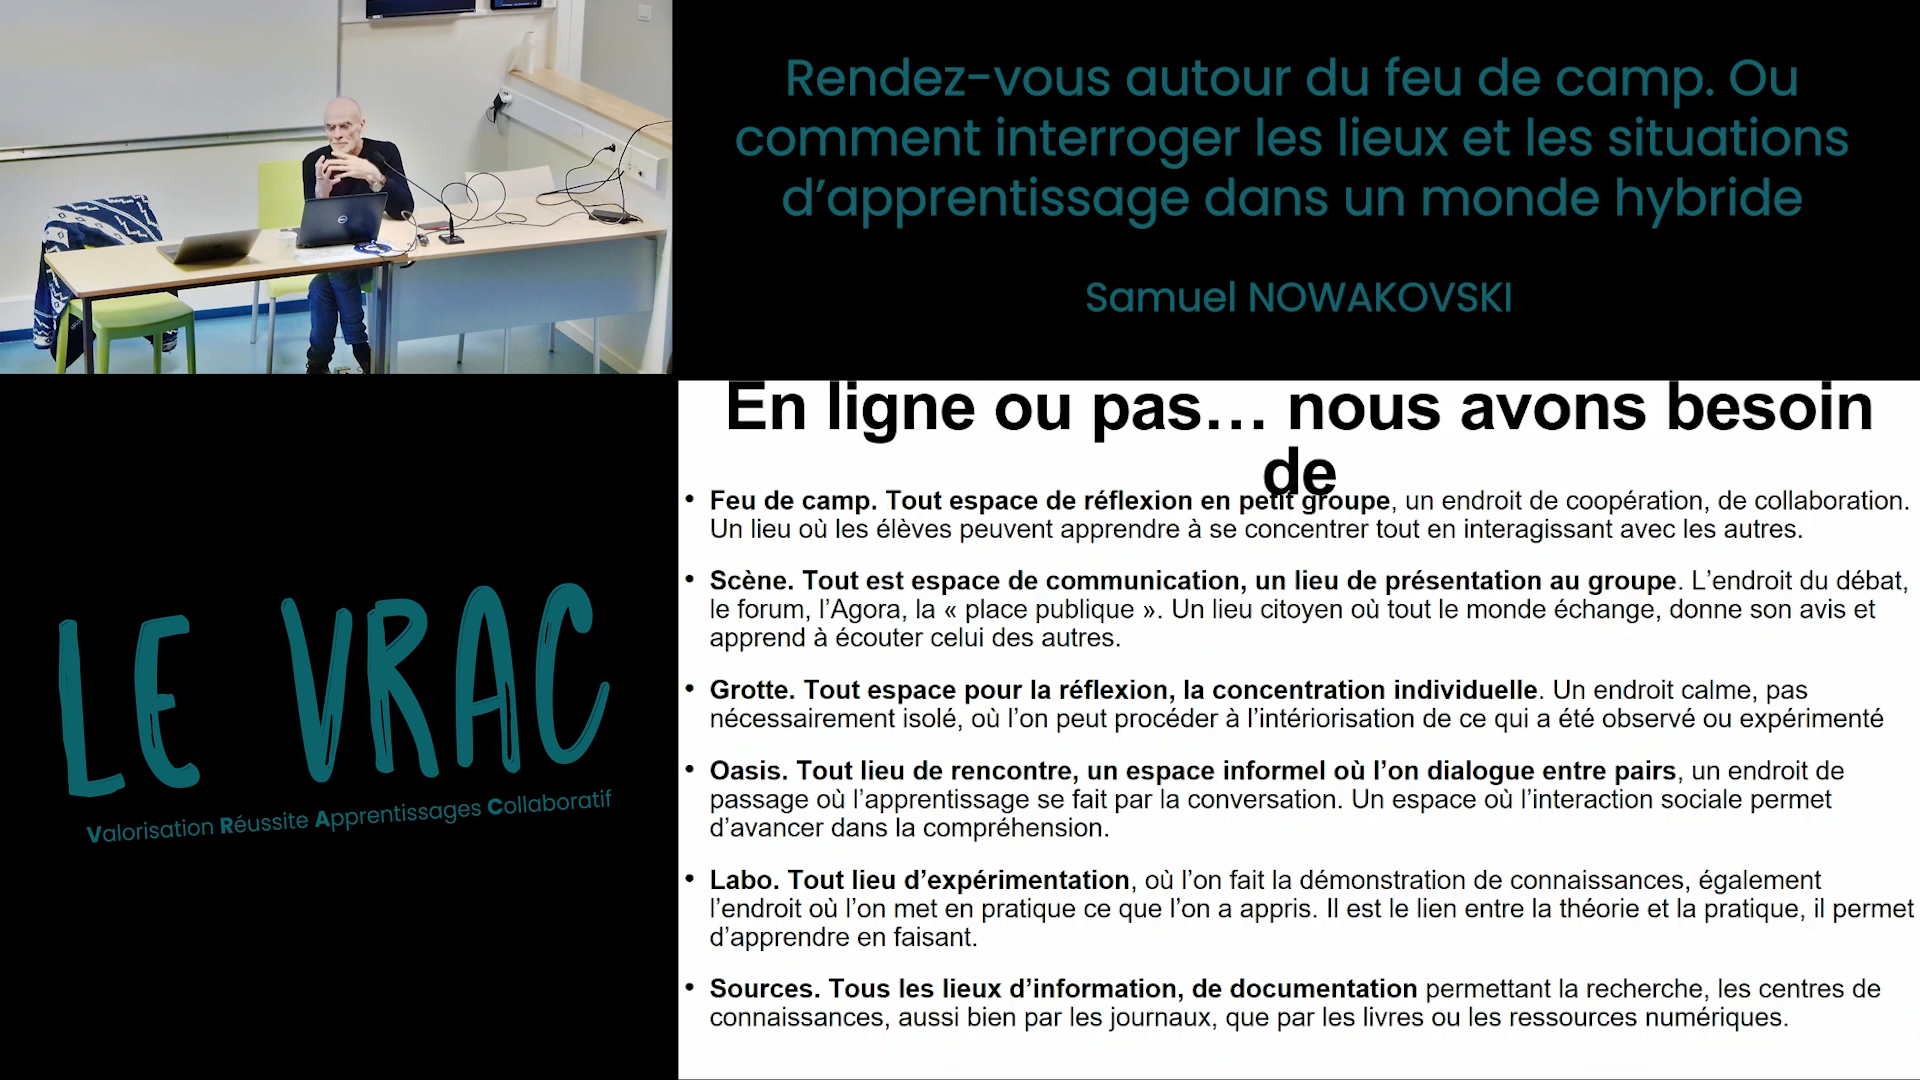 Rendez-vous autour du feu de camp. Ou
comment interroger les lieux et les situations
d’apprentissage dans un monde hybride
Samuel NOWAKOVSKI
LE VRAC
Valorisation Réussite Apprentissages Collaboratif
En ligne ou pas… nous avons besoin
de
• Feu de camp. Tout espace de réflexion en petit groupe, un endroit de coopération, de collaboration.
Un lieu où les élèves peuvent apprendre à se concentrer tout en interagissant avec les autres.
• Scène. Tout est espace de communication, un lieu de présentation au groupe. L’endroit du débat,
le forum, l’Agora, la « place publique ». Un lieu citoyen où tout le monde échange, donne son avis et
apprend à écouter celui des autres.
• Grotte. Tout espace pour la réflexion, la concentration individuelle. Un endroit calme, pas
nécessairement isolé, où l’on peut procéder à l’intériorisation de ce qui a été observé ou expérimenté
• Oasis. Tout lieu de rencontre, un espace informel où l’on dialogue entre pairs, un endroit de
passage où l’apprentissage se fait par la conversation. Un espace où l’interaction sociale permet
d’avancer dans la compréhension.
• Labo. Tout lieu d’expérimentation, où l’on fait la démonstration de connaissances, également
l’endroit où l’on met en pratique ce que l’on a appris. Il est le lien entre la théorie et la pratique, il permet
d’apprendre en faisant.
• Sources. Tous les lieux d’information, de documentation permettant la recherche, les centres de
connaissances, aussi bien par les journaux, que par les livres ou les ressources numériques.